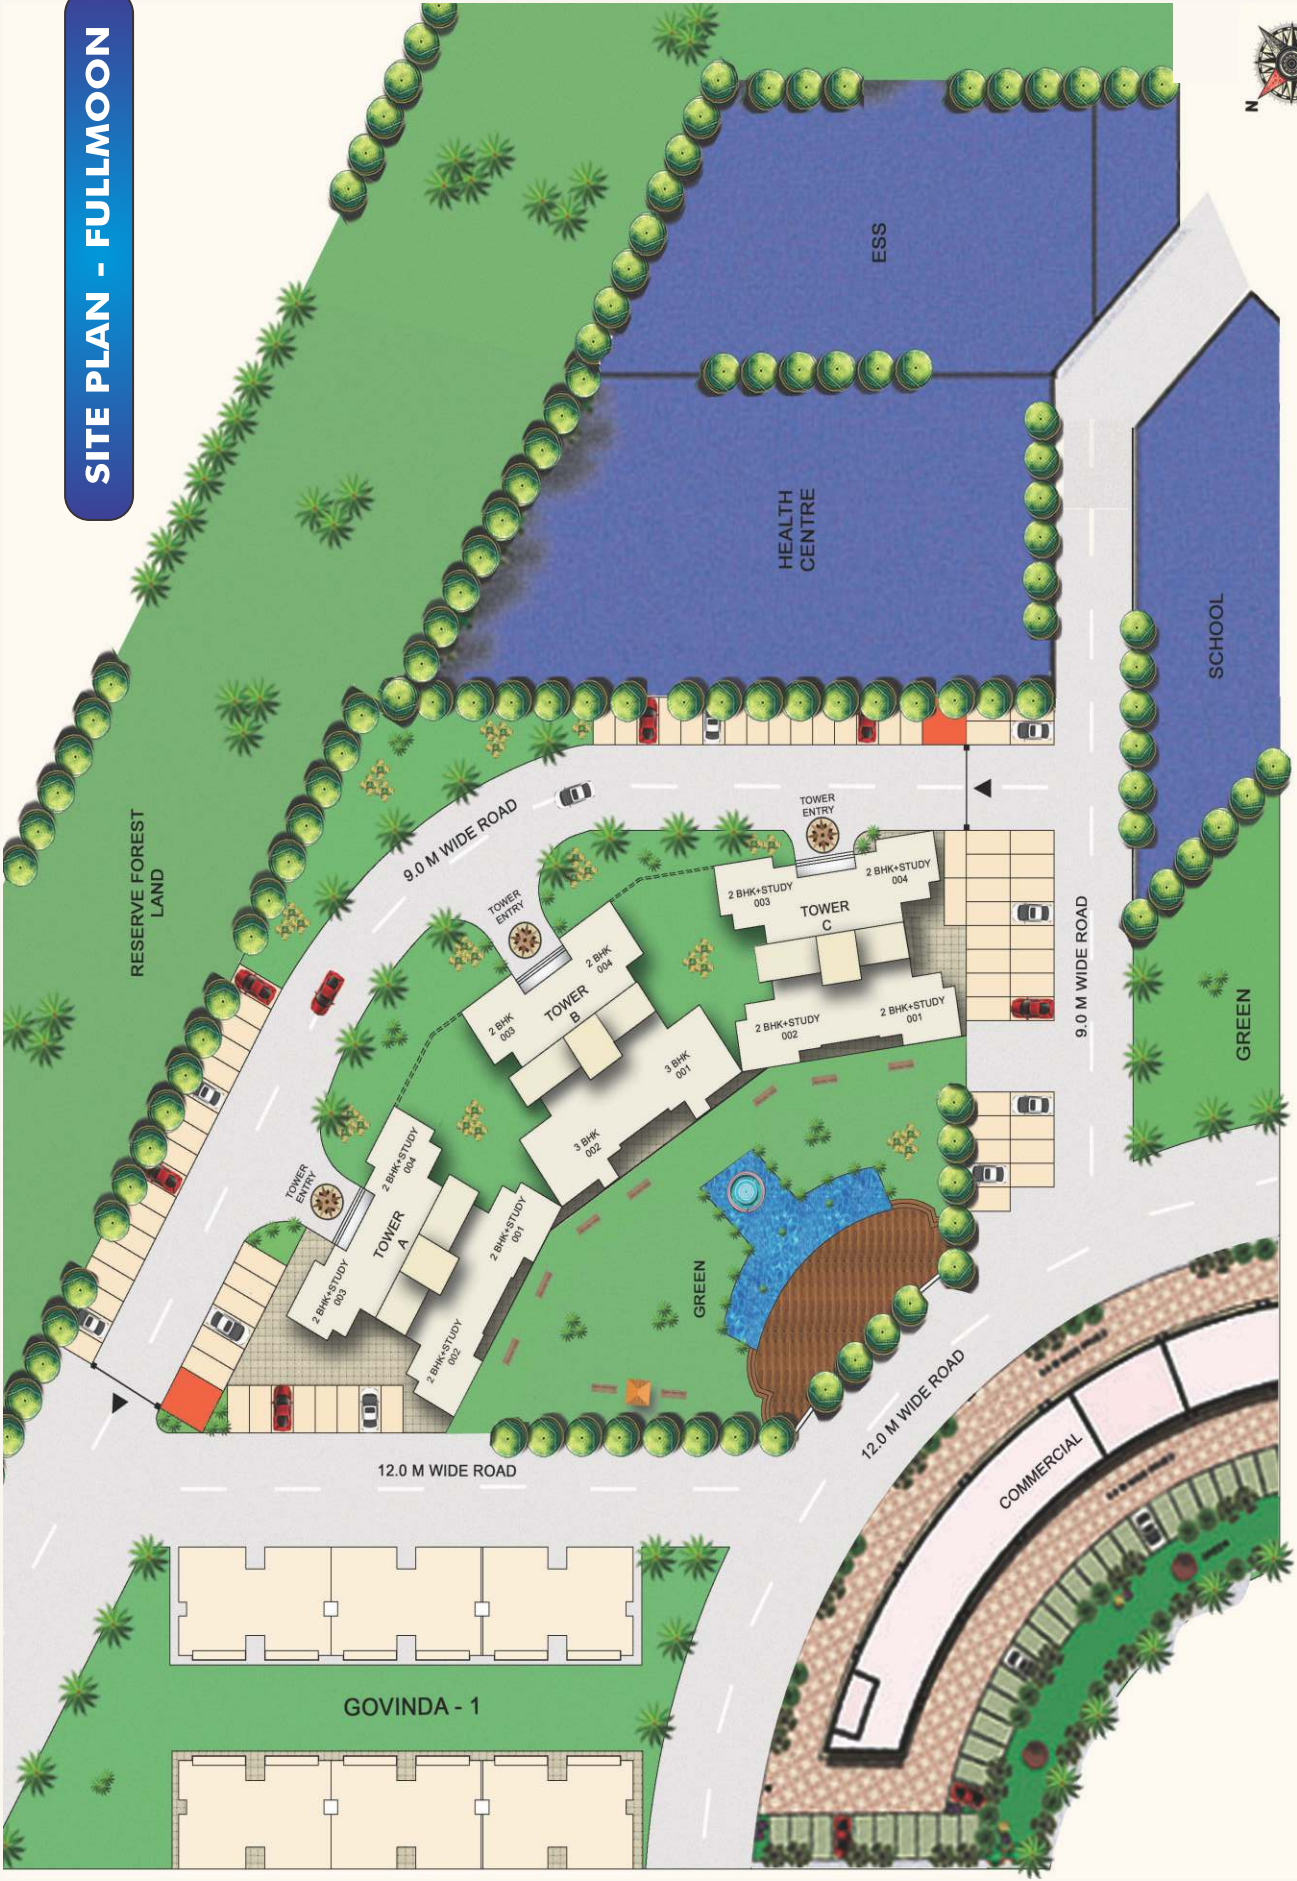 SITE PLAN - FULLMOON
N
ESS
HEALTH
CENTRE
SCHOOL
RESERVE FOREST
LAND
9.0 M WIDE ROAD
TOWER
ENTRY
2 BHK+STUDY
003
2 BHK+STUDY
004
TOWER
C
2 BHK+STUDY
002
2 BHK+STUDY
001
TOWER
ENTRY
2 BHK
003
2 BHK
004
TOWER
B
3 BHK
001
3 BHK
002
TOWER
ENTRY
2 BHK+STUDY
003
2 BHK+STUDY
004
TOWER
A
2 BHK+STUDY
001
2 BHK+STUDY
002
9.0 M WIDE ROAD
GREEN
GREEN
12.0 M WIDE ROAD
12.0 M WIDE ROAD
COMMERCIAL
GOVINDA - 1